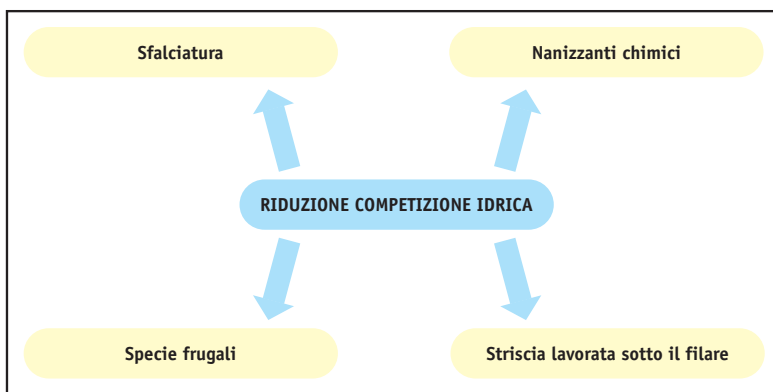 Sfalciatura
Nanizzanti chimici
RIDUZIONE COMPETIZIONE IDRICA
Specie frugali
Striscia lavorata sotto il filare